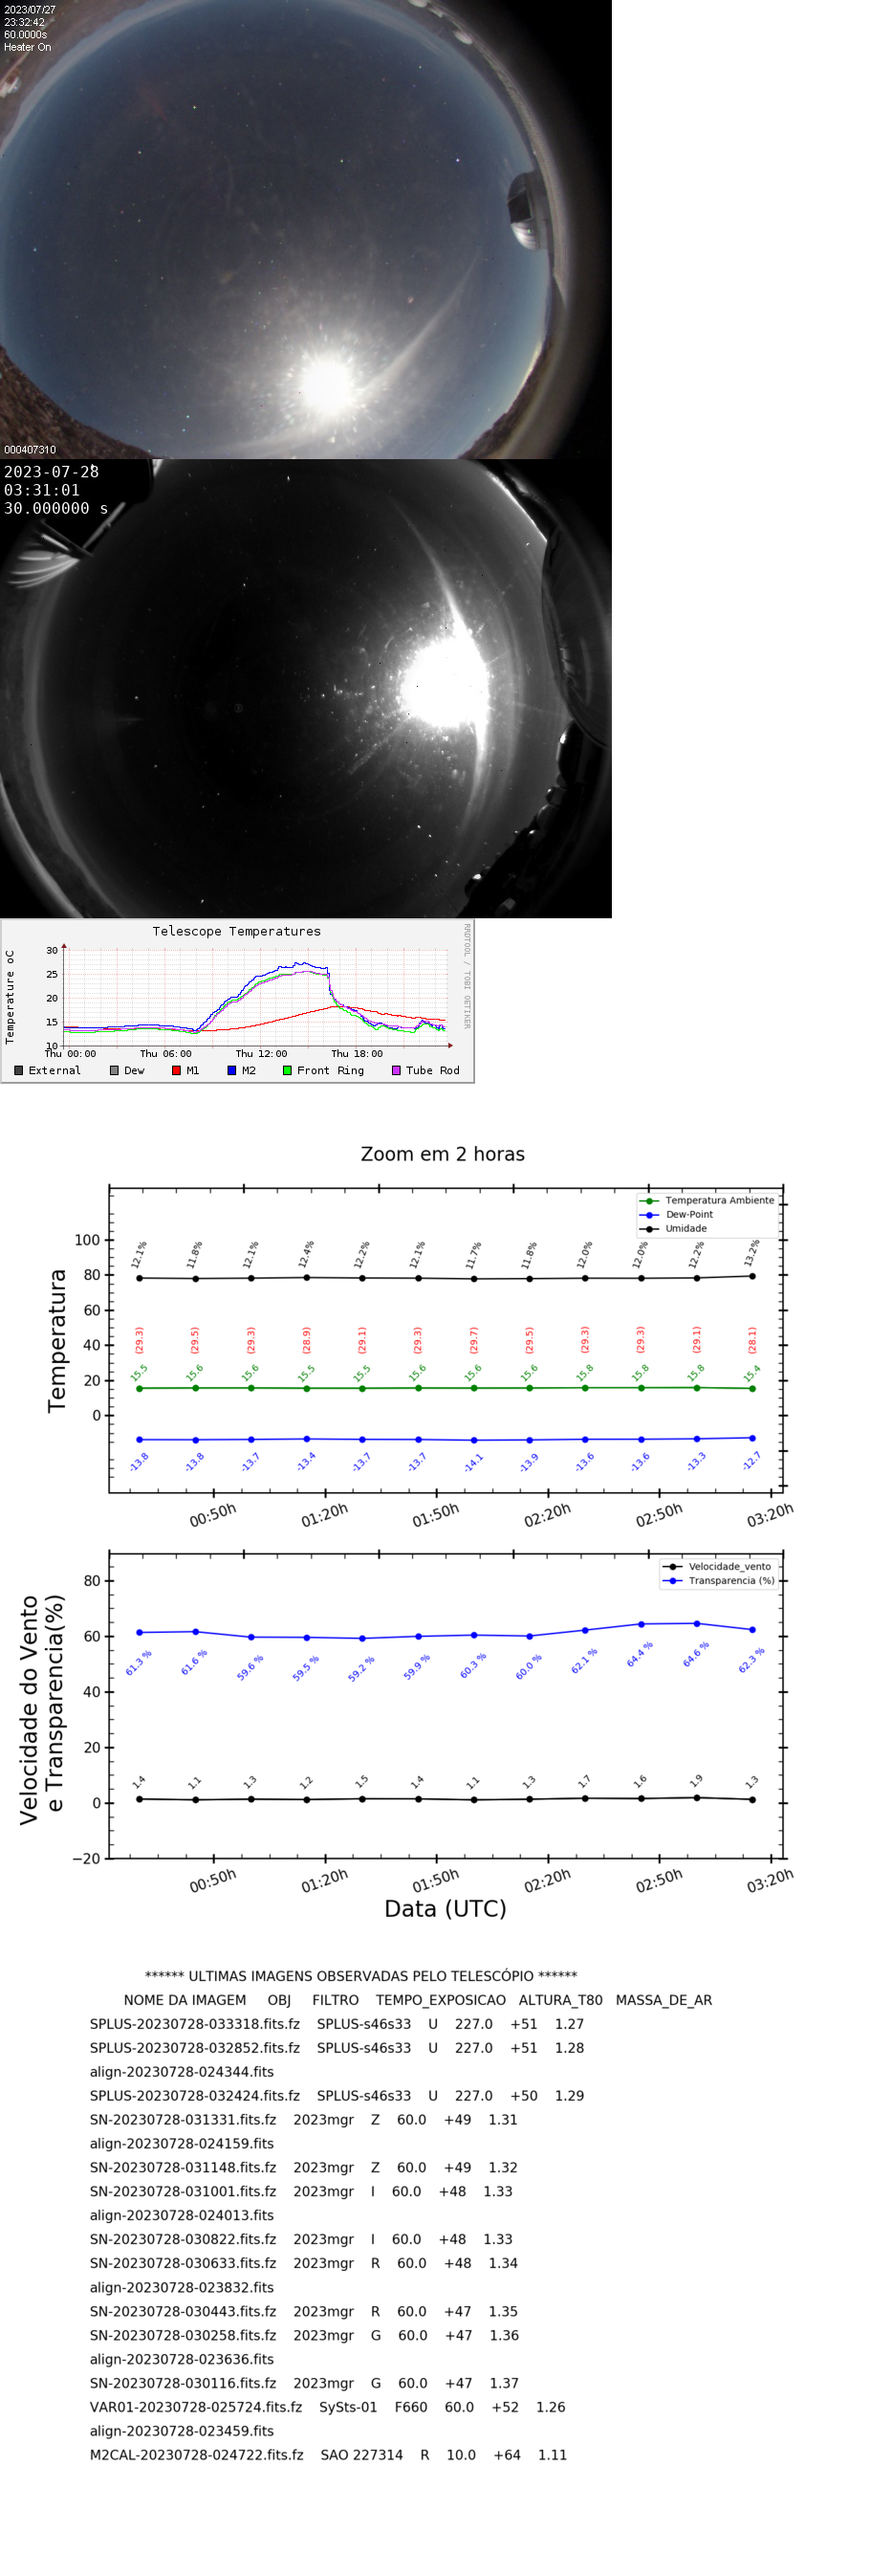 2023/07/27
23:32:42
60.0000s
Heater On
000407310
2023-07-28
03:31:01
30.000000 s
Telescope Temperatures
RRDTOOL / TOBI OETIKER
Temperature oC
30
25
20
15
10
Thu 00:00 Thu 06:00 Thu 12:00 Thu 18:00
External Dew M1 M2 Front Ring Tube Rod
Zoom em 2 horas
Temperatura Ambiente
Dew-Point
Umidade
Temperatura
100
80
60
40
20
0
12.1% 11.8% 12.1% 12.4% 12.2% 12.1% 11.7% 11.8% 12.0% 12.0% 12.2% 13.2%
(29.3) (29.5) (29.3) (28.9) (29.1) (29.3) (29.7) (29.5) (29.3) (29.3) (29.1) (28.1)
15.5 15.6 15.6 15.5 15.5 15.6 15.6 15.6 15.8 15.8 15.8 15.4
-13.8 -13.8 -13.7 -13.4 -13.7 -13.7 -14.1 -13.9 -13.6 -13.6 -13.3 -12.7
00:50h 01:20h 01:50h 02:20h 02:50h 03:20h
Velocidade_vento
Transparencia (%)
Velocidade do Vento
e Transparencia(%)
80
60
40
20
0
−20
61.3 % 61.6 % 59.6 % 59.5 % 59.2 % 59.9 % 60.3 % 60.0 % 62.1 % 64.4 % 64.6 % 62.3 %
1.4 1.1 1.3 1.2 1.5 1.4 1.1 1.3 1.7 1.6 1.9 1.3
00:50h 01:20h 01:50h 02:20h 02:50h 03:20h
Data (UTC)
****** ULTIMAS IMAGENS OBSERVADAS PELO TELESCÓPIO ******
NOME DA IMAGEM OBJ FILTRO TEMPO_EXPOSICAO ALTURA_T80 MASSA_DE_AR
SPLUS-20230728-033318.fits.fz SPLUS-s46s33 U 227.0 +51 1.27
SPLUS-20230728-032852.fits.fz SPLUS-s46s33 U 227.0 +51 1.28
align-20230728-024344.fits
SPLUS-20230728-032424.fits.fz SPLUS-s46s33 U 227.0 +50 1.29
SN-20230728-031331.fits.fz 2023mgr Z 60.0 +49 1.31
align-20230728-024159.fits
SN-20230728-031148.fits.fz 2023mgr Z 60.0 +49 1.32
SN-20230728-031001.fits.fz 2023mgr I 60.0 +48 1.33
align-20230728-024013.fits
SN-20230728-030822.fits.fz 2023mgr I 60.0 +48 1.33
SN-20230728-030633.fits.fz 2023mgr R 60.0 +48 1.34
align-20230728-023832.fits
SN-20230728-030443.fits.fz 2023mgr R 60.0 +47 1.35
SN-20230728-030258.fits.fz 2023mgr G 60.0 +47 1.36
align-20230728-023636.fits
SN-20230728-030116.fits.fz 2023mgr G 60.0 +47 1.37
VAR01-20230728-025724.fits.fz SySts-01 F660 60.0 +52 1.26
align-20230728-023459.fits
M2CAL-20230728-024722.fits.fz SAO 227314 R 10.0 +64 1.11